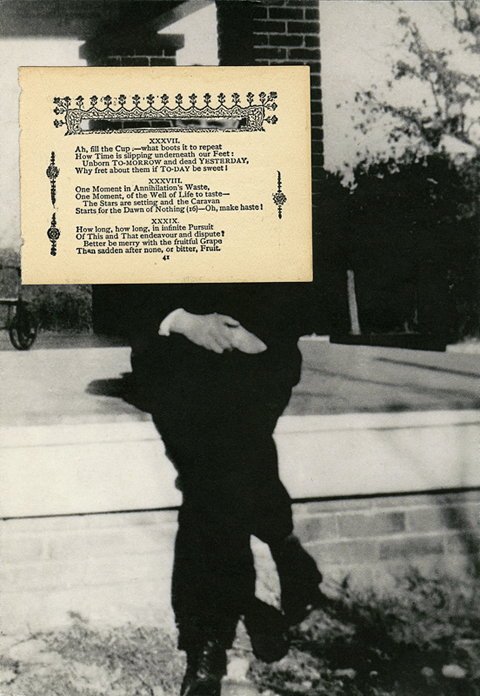 XXXVII.
Ah, fill the Cup :—what boots it to repeat
How Time is slipping underneath our Feet :
Unborn TO-MORROW and dead YESTERDAY,
Why fret about them if TO-DAY be sweet !
XXXVIII.
One Moment in Annihilation's Waste,
One Moment, of the Well of Life to taste—
The Stars are setting and the Caravan
Starts for the Dawn of Nothing (16)—Oh, make haste !
XXXIX.
How long, how long, in infinite Pursuit
Of This and That endeavour and dispute ?
Better be merry with the fruitful Grape
Than sadden after none, or bitter, Fruit.
41